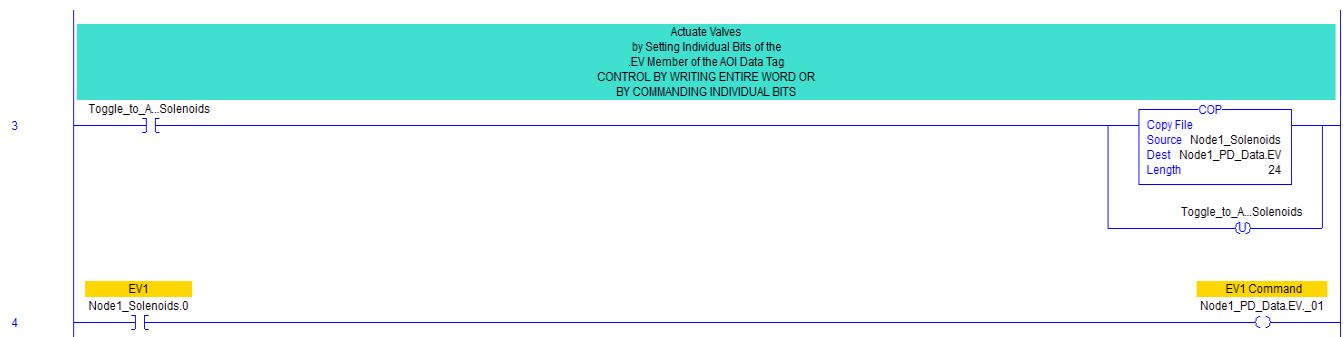 Actuate Valves
by Setting Individual Bits of the
.EV Member of the AOI Data Tag
CONTROL BY WRITING ENTIRE WORD OR
BY COMMANDING INDIVIDUAL BITS
Toggle_to_A...Solenoids
3
COP
Copy File
Source Node1_Solenoids
Dest Node1_PD_Data.EV
Length 24
Toggle_to_A...Solenoids
U
EV1
Node1_Solenoids.0
EV1 Command
Node1_PD_Data.EV._01
4